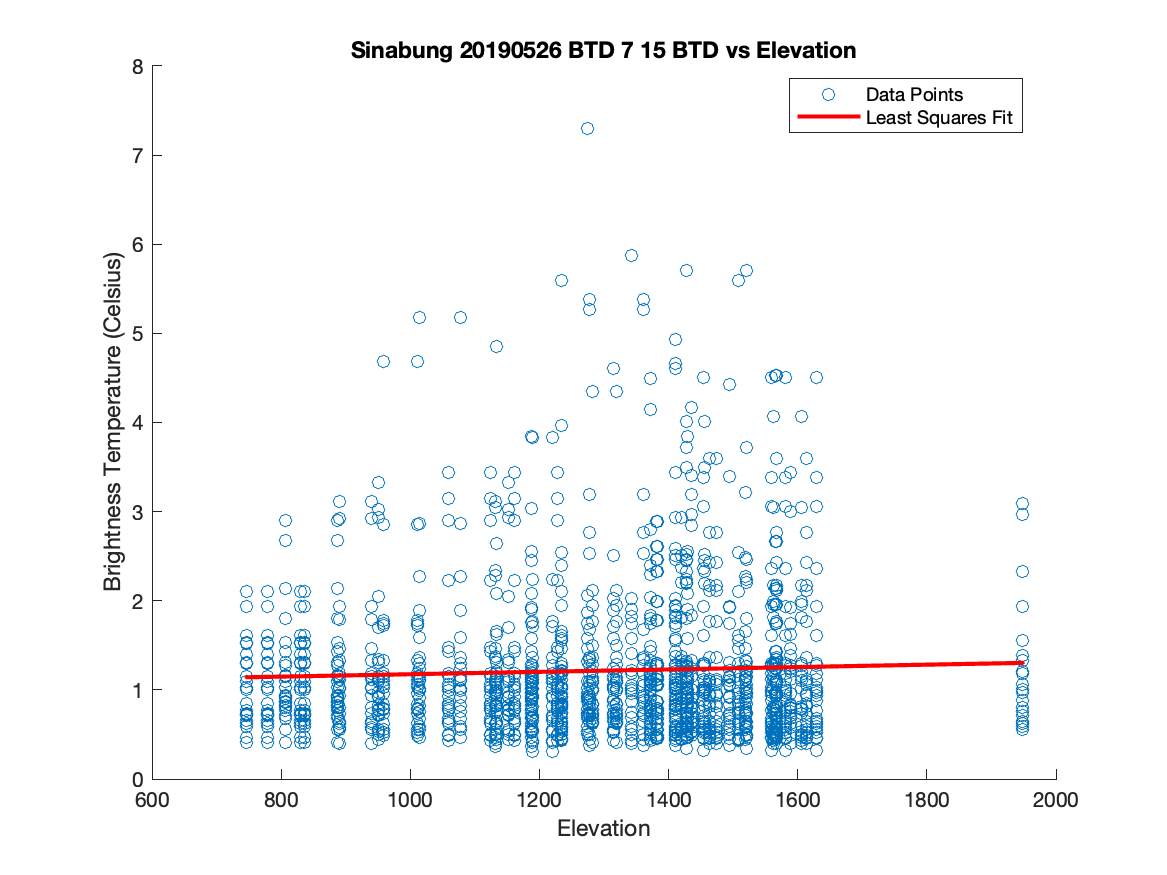 Sinabung 20190526 BTD 7 15 BTD vs Elevation
Data Points
Least Squares Fit
Brightness Temperature (Celsius)
8
7
6
5
4
3
2
1
0
600 800 1000 1200 1400 1600 1800 2000
Elevation